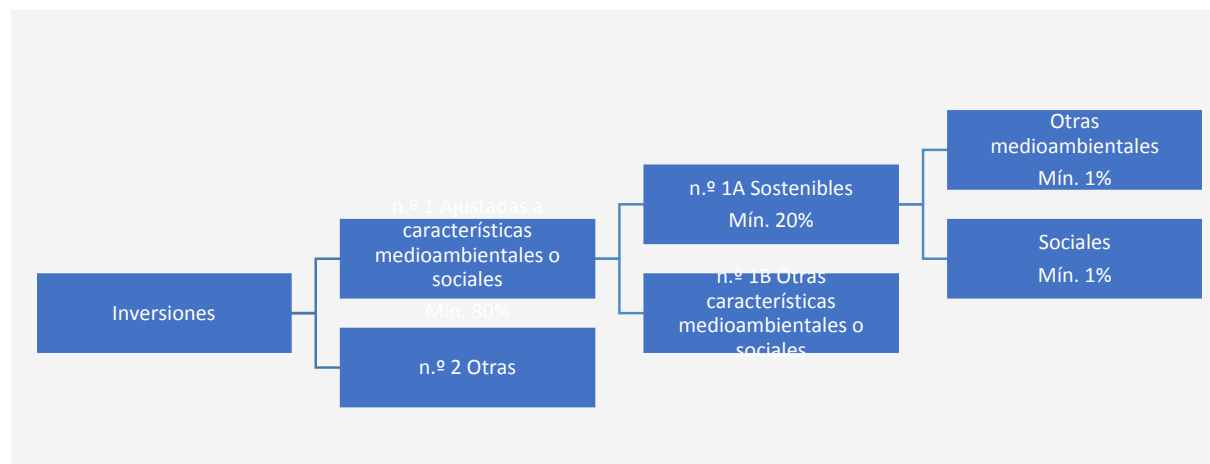 Inversiones
n.º 1 Ajustadas a
características
medioambientales o
sociales
Mín. 80%
n.º 2 Otras
n.º 1A Sostenibles
Mín. 20%
n.º 1B Otras
características
medioambientales o
sociales
Otras
medioambientales
Mín. 1%
Sociales
Mín. 1%